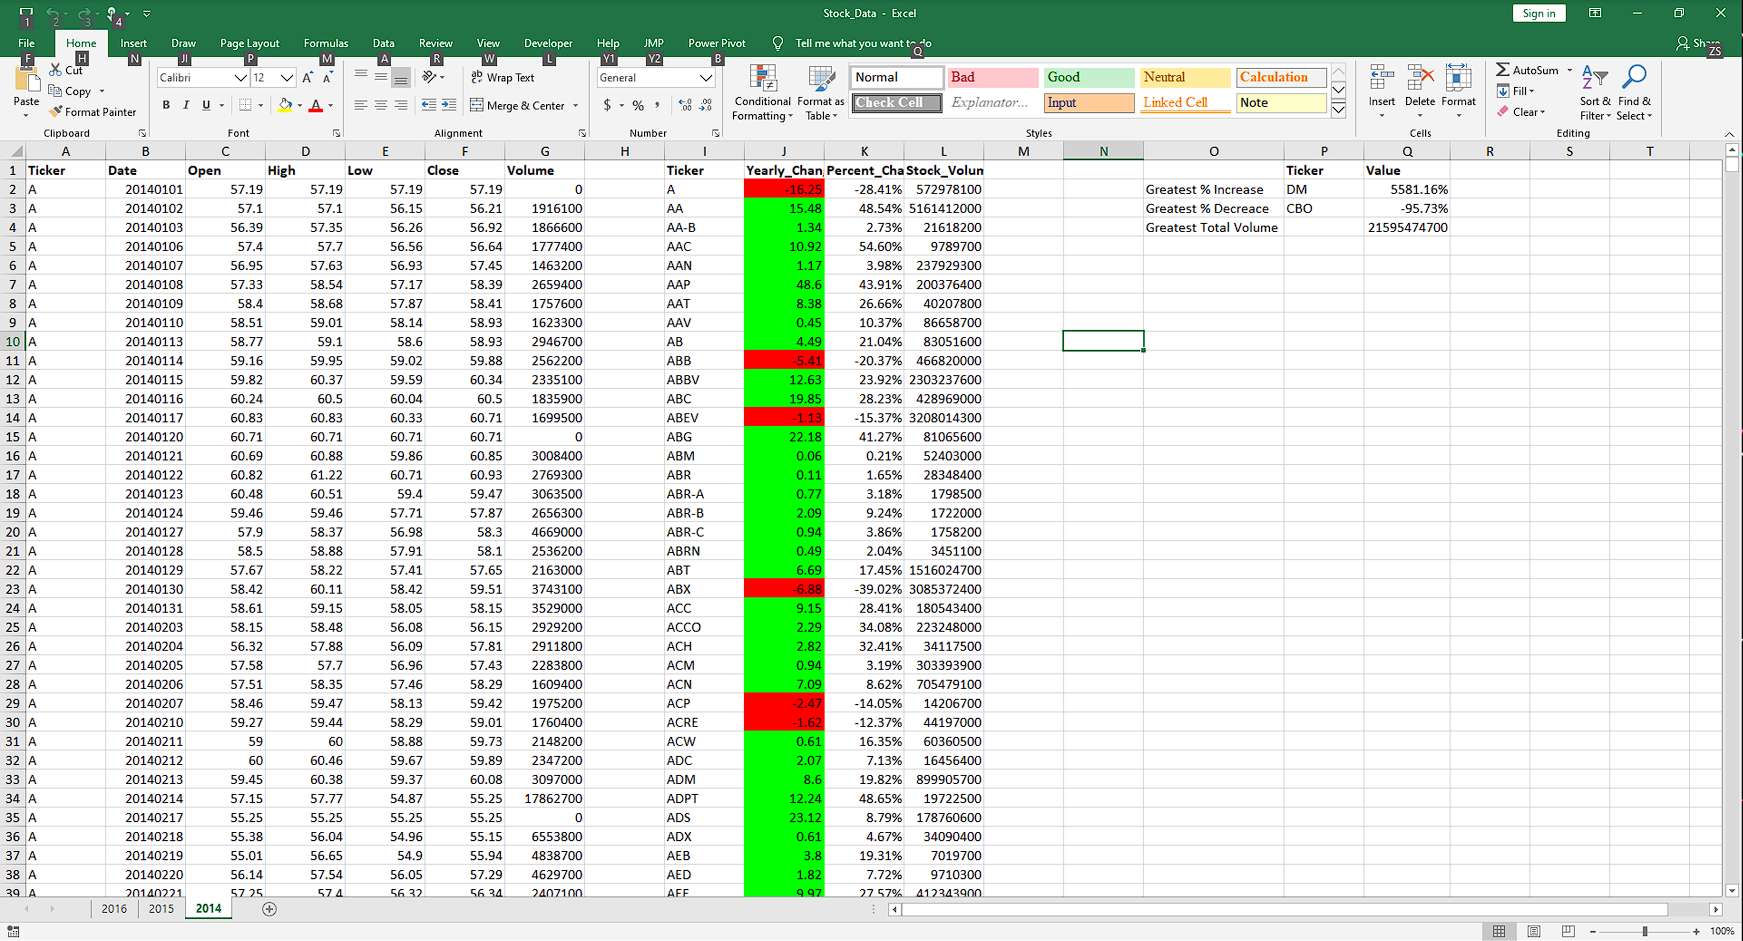 1 2 3 4 Stock_Data - Excel Sign in
File Home Insert Draw Page Layout Formulas Data Review View Developer Help JMP Power Pivot Tell me what you want to do Share
F H N JI P M A R W L Y1 Y2 B Q ZS
Cut Calibri 12 Wrap Text General Normal Bad Good Neutral Calculation AutoSum
Paste Copy B I U Merge & Center $ % Conditional Formatting Format as Table Check Cell Explanator... Input Linked Cell Note Insert Delete Format Fill Sort & Filter Find & Select
Format Painter Clear
Clipboard Font Alignment Number Styles Cells Editing
A B C D E F G H I J K L M N O P Q R S T
1 Ticker Date Open High Low Close Volume Ticker Yearly_Chan Percent_Cha Stock_Volun Ticker Value
2 A 20140101 57.19 57.19 57.19 57.19 0 A -16.25 -28.41% 572978100 Greatest % Increase DM 5581.16%
3 A 20140102 57.1 57.1 56.15 56.21 1916100 AA 15.48 48.54% 5161412000 Greatest % Decreace CBO -95.73%
4 A 20140103 56.39 57.35 56.26 56.92 1866600 AA-B 1.34 2.73% 21618200 Greatest Total Volume 21595474700
5 A 20140106 57.4 57.7 56.56 56.64 1777400 AAC 10.92 54.60% 9789700
6 A 20140107 56.95 57.63 56.93 57.45 1463200 AAN 1.17 3.98% 237929300
7 A 20140108 57.33 58.54 57.17 58.39 2659400 AAP 48.6 43.91% 200376400
8 A 20140109 58.4 58.68 57.87 58.41 1757600 AAT 8.38 26.66% 40207800
9 A 20140110 58.51 59.01 58.14 58.93 1623300 AAV 0.45 10.37% 86658700
10 A 20140113 58.77 59.1 58.6 58.93 2946700 AB 4.49 21.04% 83051600
11 A 20140114 59.16 59.95 59.02 59.88 2562200 ABB -5.41 -20.37% 466820000
12 A 20140115 59.82 60.37 59.59 60.34 2335100 ABBV 12.63 23.92% 2303237600
13 A 20140116 60.24 60.5 60.04 60.5 1835900 ABC 19.85 28.23% 428969000
14 A 20140117 60.83 60.83 60.33 60.71 1699500 ABEV -1.13 -15.37% 3208014300
15 A 20140120 60.71 60.71 60.71 60.71 0 ABG 22.18 41.27% 81065600
16 A 20140121 60.69 60.88 59.86 60.85 3008400 ABM 0.06 0.21% 52403000
17 A 20140122 60.82 61.22 60.71 60.93 2769300 ABR 0.11 1.65% 28348400
18 A 20140123 60.48 60.51 59.4 59.47 3063500 ABR-A 0.77 3.18% 1798500
19 A 20140124 59.46 59.46 57.71 57.87 2656300 ABR-B 2.09 9.24% 1722000
20 A 20140127 57.9 58.37 56.98 58.3 4669000 ABR-C 0.94 3.86% 1758200
21 A 20140128 58.5 58.88 57.91 58.1 2536200 ABRN 0.49 2.04% 3451100
22 A 20140129 57.67 58.22 57.41 57.65 2163000 ABT 6.69 17.45% 1516024700
23 A 20140130 58.42 60.11 58.42 59.51 3743100 ABX -6.88 -39.02% 3085372400
24 A 20140131 58.61 59.15 58.05 58.15 3529000 ACC 9.15 28.41% 180543400
25 A 20140203 58.15 58.48 56.08 56.15 2929200 ACCO 2.29 34.08% 223248000
26 A 20140204 56.32 57.88 56.09 57.81 2911800 ACH 2.82 32.41% 34117500
27 A 20140205 57.58 57.7 56.96 57.43 2283800 ACM 0.94 3.19% 303393900
28 A 20140206 57.51 58.35 57.46 58.29 1609400 ACN 7.09 8.62% 705479100
29 A 20140207 58.46 59.47 58.13 59.42 1975200 ACP -2.47 -14.05% 14206700
30 A 20140210 59.27 59.44 58.29 59.01 1760400 ACRE -1.62 -12.37% 44197000
31 A 20140211 59 60 58.88 59.73 2148200 ACW 0.61 16.35% 60360500
32 A 20140212 60 60.46 59.67 59.89 2347200 ADC 2.07 7.13% 16456400
33 A 20140213 59.45 60.38 59.37 60.08 3097000 ADM 8.6 19.82% 899905700
34 A 20140214 57.15 57.77 54.87 55.25 17862700 ADPT 12.24 48.65% 19722500
35 A 20140217 55.25 55.25 55.25 55.25 0 ADS 23.12 8.79% 178760600
36 A 20140218 55.38 56.04 54.96 55.15 6553800 ADX 0.61 4.67% 34090400
37 A 20140219 55.01 56.65 54.9 55.94 4838700 AEB 3.8 19.31% 7019700
38 A 20140220 56.14 57.54 56.05 57.29 4629700 AED 1.82 7.72% 9710300
39 A 20140221 57.25 57.4 56.32 56.34 2407100 AEE 9.97 27.57% 412343900
2016 2015 2014
100%